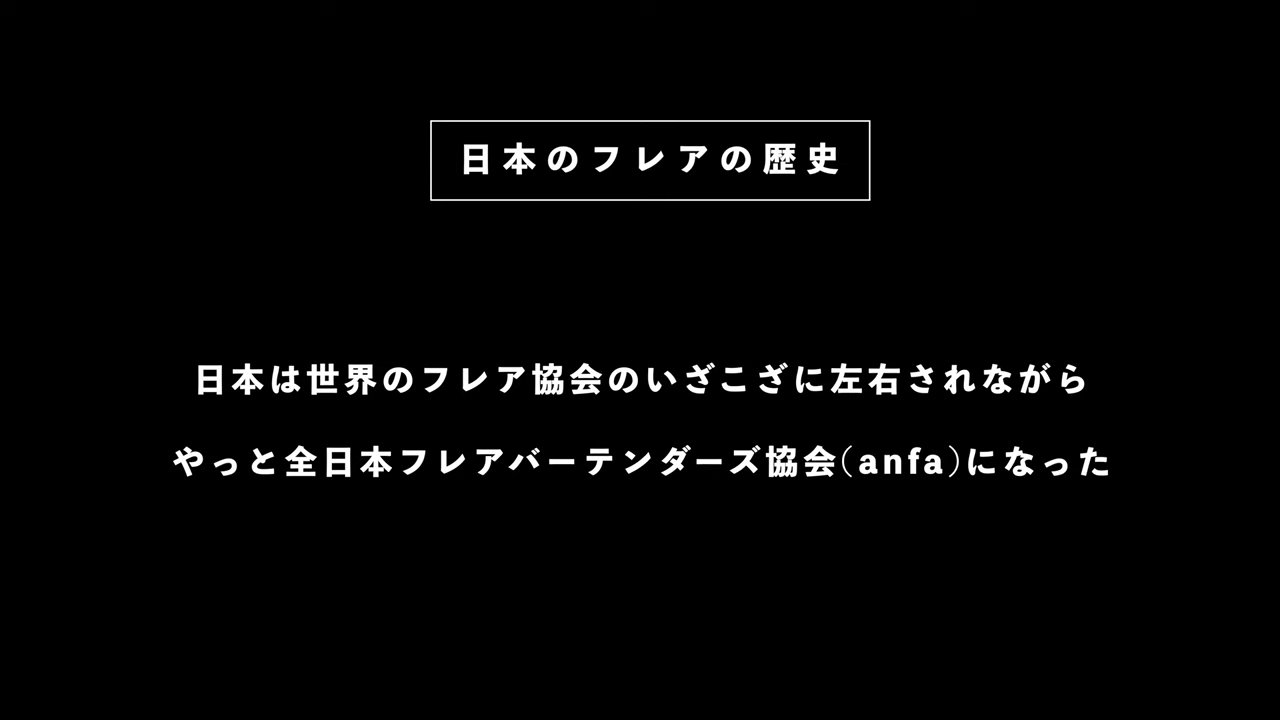 日本のフレアの歴史
日本は世界のフレア協会のいざこざに左右されながら
やっと全日本フレアバーテンダーズ協会(anfa)になった